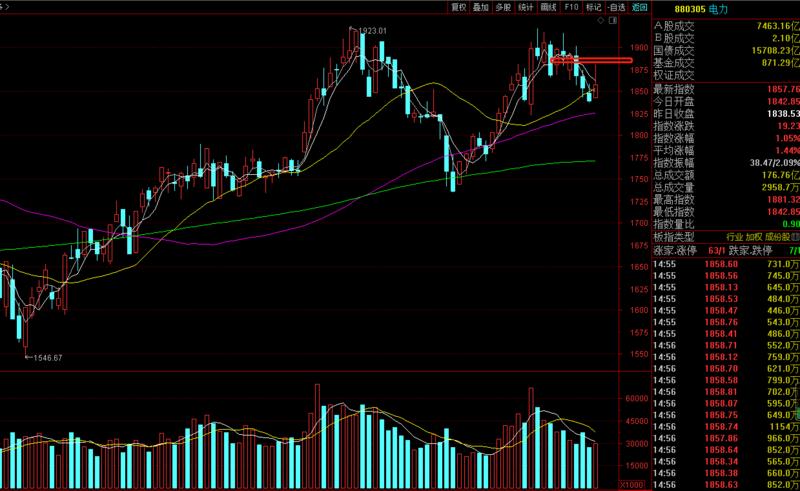 复权 叠加 多股 统计 画线 F10 标记 -自选 返回
880305 电力
1923.01
1546.67
1900
1875
1850
1825
1800
1775
1750
1725
1700
1675
1650
1625
1600
1575
1550
60000
45000
30000
15000
X1000
A股成交 7463.16亿
B股成交 2.10亿
国债成交 15708.23亿
基金成交 871.29亿
权证成交
最新指数 1857.76
今日开盘 1842.85
昨日收盘 1838.53
指数涨跌 19.23
指数涨幅 1.05%
平均涨幅 1.44%
指数振幅 38.47/2.09%
总成交额 176.76亿
总成交量 2958.7万
最高指数 1881.32
最低指数 1842.85
指数量比 0.90
板指类型 行业 加权 成份股
涨家.涨停 63/1 跌家.跌停 7/1
14:55 1858.60 731.0万
14:55 1858.56 745.0万
14:55 1858.13 645.0万
14:55 1858.53 484.0万
14:55 1858.47 446.0万
14:55 1858.76 543.0万
14:55 1858.41 486.0万
14:56 1858.71 552.0万
14:56 1858.12 759.0万
14:56 1858.70 621.0万
14:56 1858.58 799.0万
14:56 1858.81 702.0万
14:56 1858.07 595.0万
14:56 1858.75 649.0万
14:56 1858.74 1154万
14:56 1857.86 966.0万
14:56 1858.64 852.0万
14:56 1858.34 565.0万
14:56 1858.38 660.0万
14:56 1858.63 852.0万